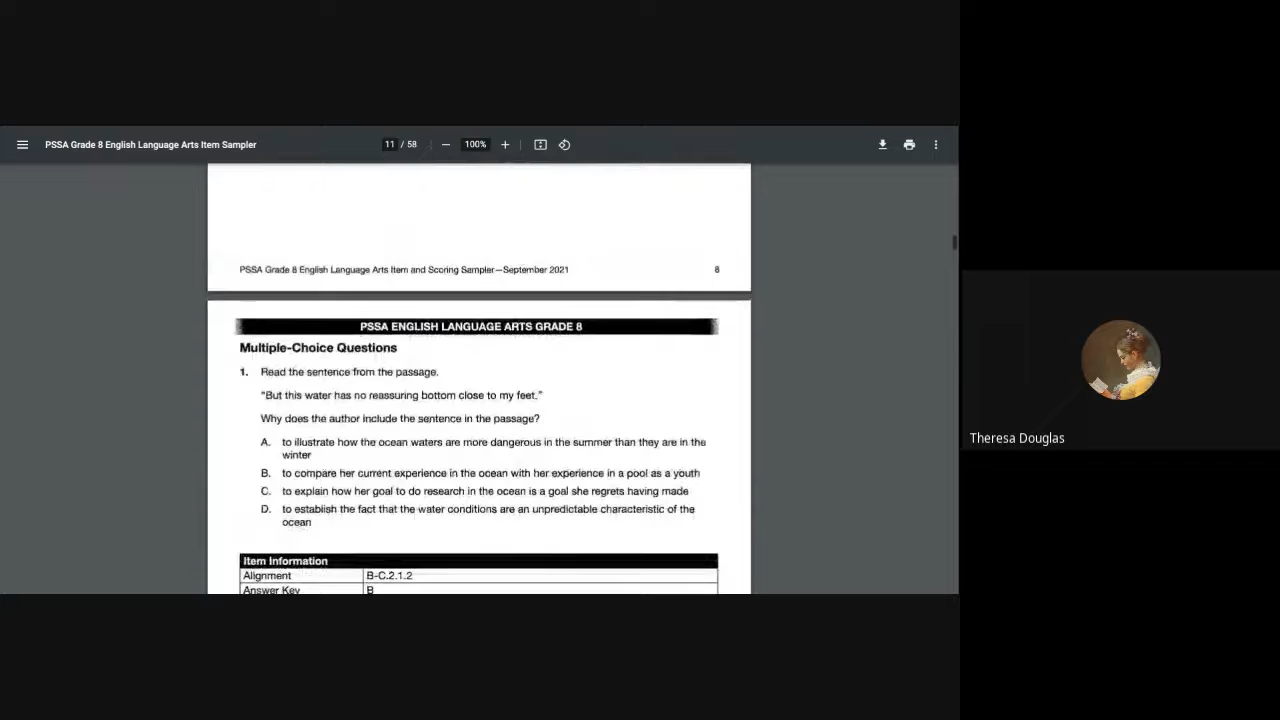 PSSA Grade 8 English Language Arts Item Sampler
11 / 58
100%
PSSA Grade 8 English Language Arts Item and Scoring Sampler—September 2021
8
PSSA ENGLISH LANGUAGE ARTS GRADE 8
Multiple-Choice Questions
1. Read the sentence from the passage.
"But this water has no reassuring bottom close to my feet."
Why does the author include the sentence in the passage?
A. to illustrate how the ocean waters are more dangerous in the summer than they are in the
winter
B. to compare her current experience in the ocean with her experience in a pool as a youth
C. to explain how her goal to do research in the ocean is a goal she regrets having made
D. to establish the fact that the water conditions are an unpredictable characteristic of the
ocean
Item Information
Alignment B-C.2.1.2
Answer Key B
Theresa Douglas